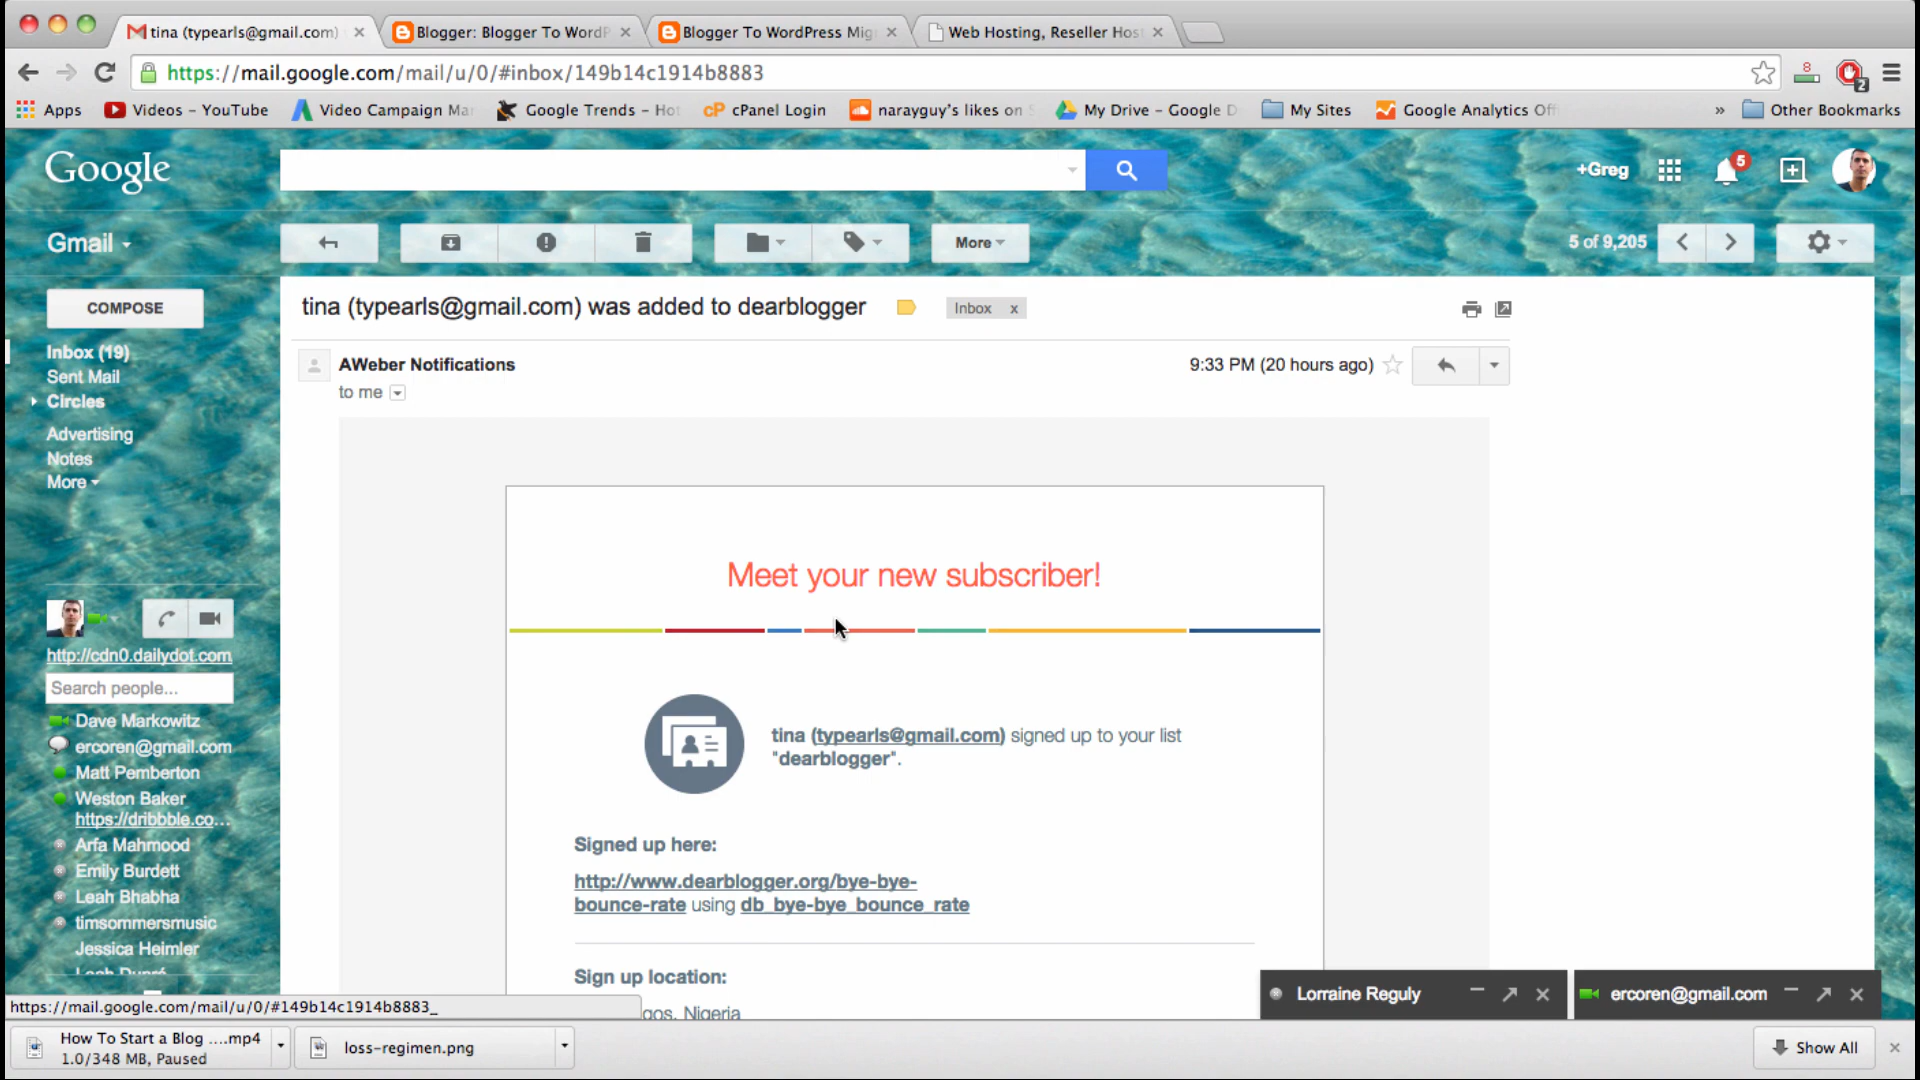 tina (typearls@gmail.com)
Blogger: Blogger To WordP
Blogger To WordPress Mig
Web Hosting, Reseller Hos
https://mail.google.com/mail/u/0/#inbox/149b14c1914b8883
8
2
Apps
Videos – YouTube
Video Campaign Ma
Google Trends – Ho
cPanel Login
narayguy's likes on
My Drive – Google D
My Sites
Google Analytics Off
»
Other Bookmarks
Google
+Greg
5
Gmail
More
5 of 9,205
COMPOSE
tina (typearls@gmail.com) was added to dearblogger
Inbox x
Inbox (19)
Sent Mail
Circles
Advertising
Notes
More
AWeber Notifications
9:33 PM (20 hours ago)
to me
Meet your new subscriber!
tina (typearls@gmail.com) signed up to your list
"dearblogger".
Signed up here:
http://www.dearblogger.org/bye-bye-
bounce-rate using db_bye-bye_bounce_rate
Sign up location:
gos, Nigeria
http://cdn0.dailydot.com
Search people...
Dave Markowitz
ercoren@gmail.com
Matt Pemberton
Weston Baker
https://dribbble.co...
Arfa Mahmood
Emily Burdett
Leah Bhabha
timsommersmusic
Jessica Heimler
Leah Dupré
Lorraine Reguly
ercoren@gmail.com
https://mail.google.com/mail/u/0/#149b14c1914b8883_
How To Start a Blog ....mp4
1.0/348 MB, Paused
loss-regimen.png
Show All